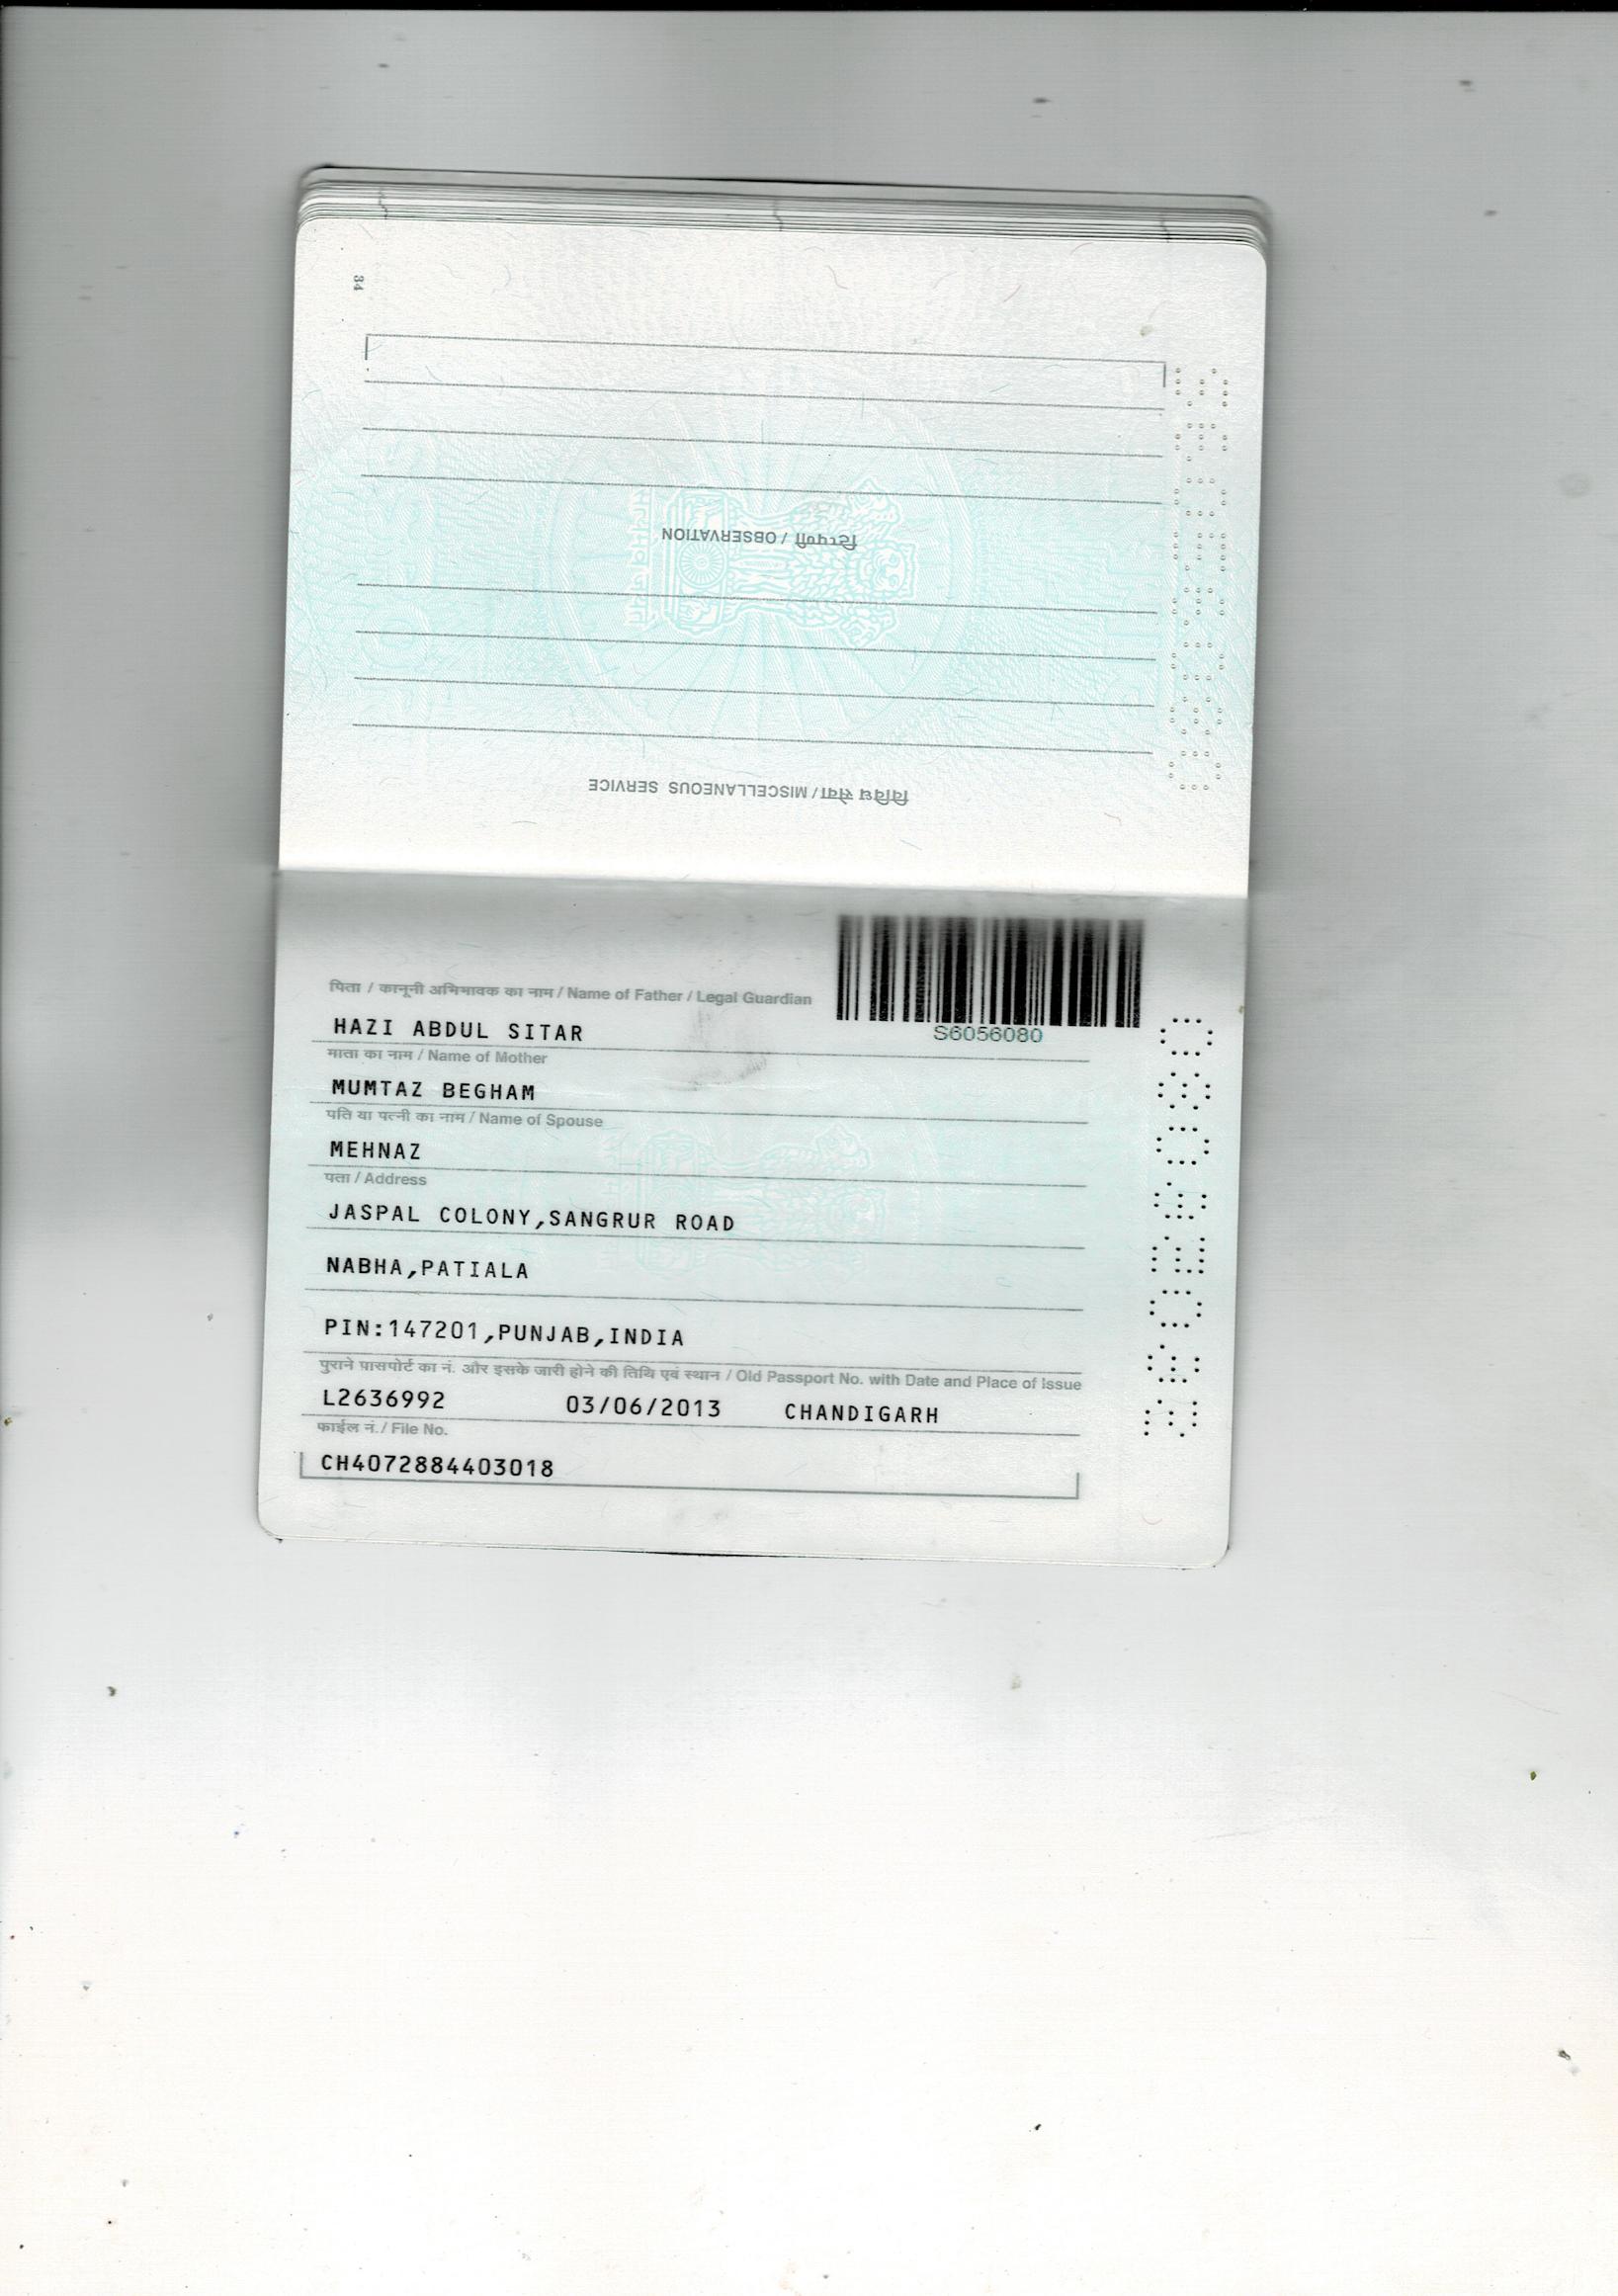 34
टिप्पणी / OBSERVATION
विविध सेवा / MISCELLANEOUS SERVICE
पिता / कानूनी अभिभावक का नाम / Name of Father / Legal Guardian
HAZI ABDUL SITAR
S6056080
माता का नाम / Name of Mother
MUMTAZ BEGHAM
पति या पत्नी का नाम / Name of Spouse
MEHNAZ
पता / Address
JASPAL COLONY,SANGRUR ROAD
NABHA,PATIALA
PIN:147201,PUNJAB,INDIA
पुराने पासपोर्ट का नं. और इसके जारी होने की तिथि एवं स्थान / Old Passport No. with Date and Place of Issue
L2636992 03/06/2013 CHANDIGARH
फाईल नं. / File No.
CH4072884403018